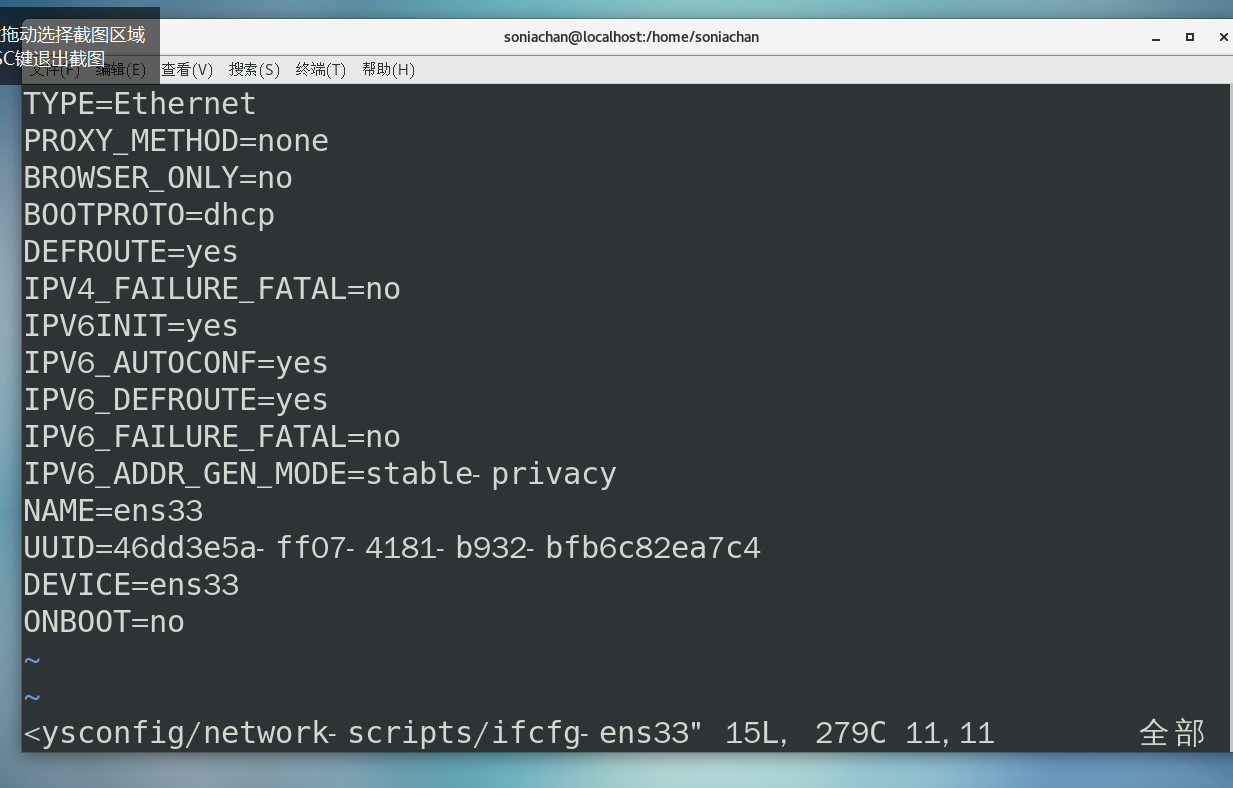 拖动选择截图区域
SC键退出截图
soniachan@localhost:/home/soniachan
文件(F) 编辑(E) 查看(V) 搜索(S) 终端(T) 帮助(H)
TYPE=Ethernet
PROXY_METHOD=none
BROWSER_ONLY=no
BOOTPROTO=dhcp
DEFROUTE=yes
IPV4_FAILURE_FATAL=no
IPV6INIT=yes
IPV6_AUTOCONF=yes
IPV6_DEFROUTE=yes
IPV6_FAILURE_FATAL=no
IPV6_ADDR_GEN_MODE=stable-privacy
NAME=ens33
UUID=46dd3e5a-ff07-4181-b932-bfb6c82ea7c4
DEVICE=ens33
ONBOOT=no
~
~
<ysconfig/network-scripts/ifcfg-ens33" 15L, 279C 11,11 全部